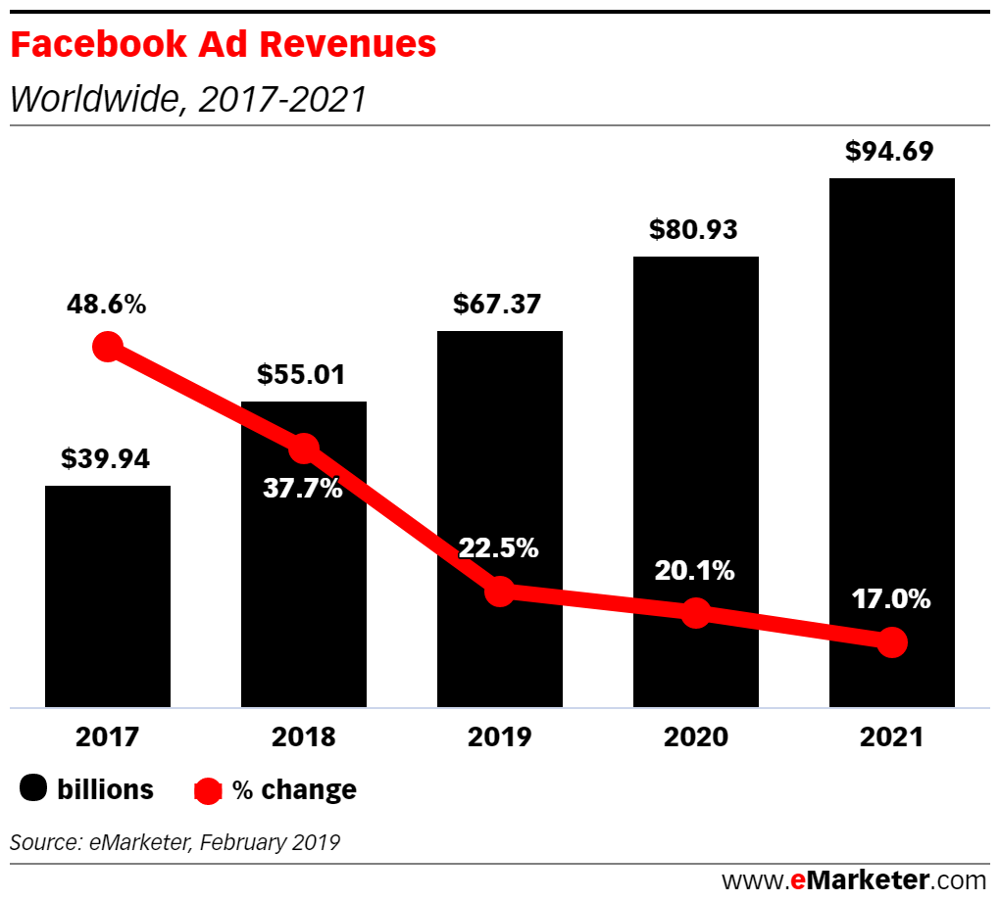 Facebook Ad Revenues
Worldwide, 2017-2021
$94.69
$80.93
48.6%
$67.37
$55.01
$39.94
37.7%
22.5%
20.1%
17.0%
2017 2018 2019 2020 2021
billions % change
Source: eMarketer, February 2019
www.eMarketer.com